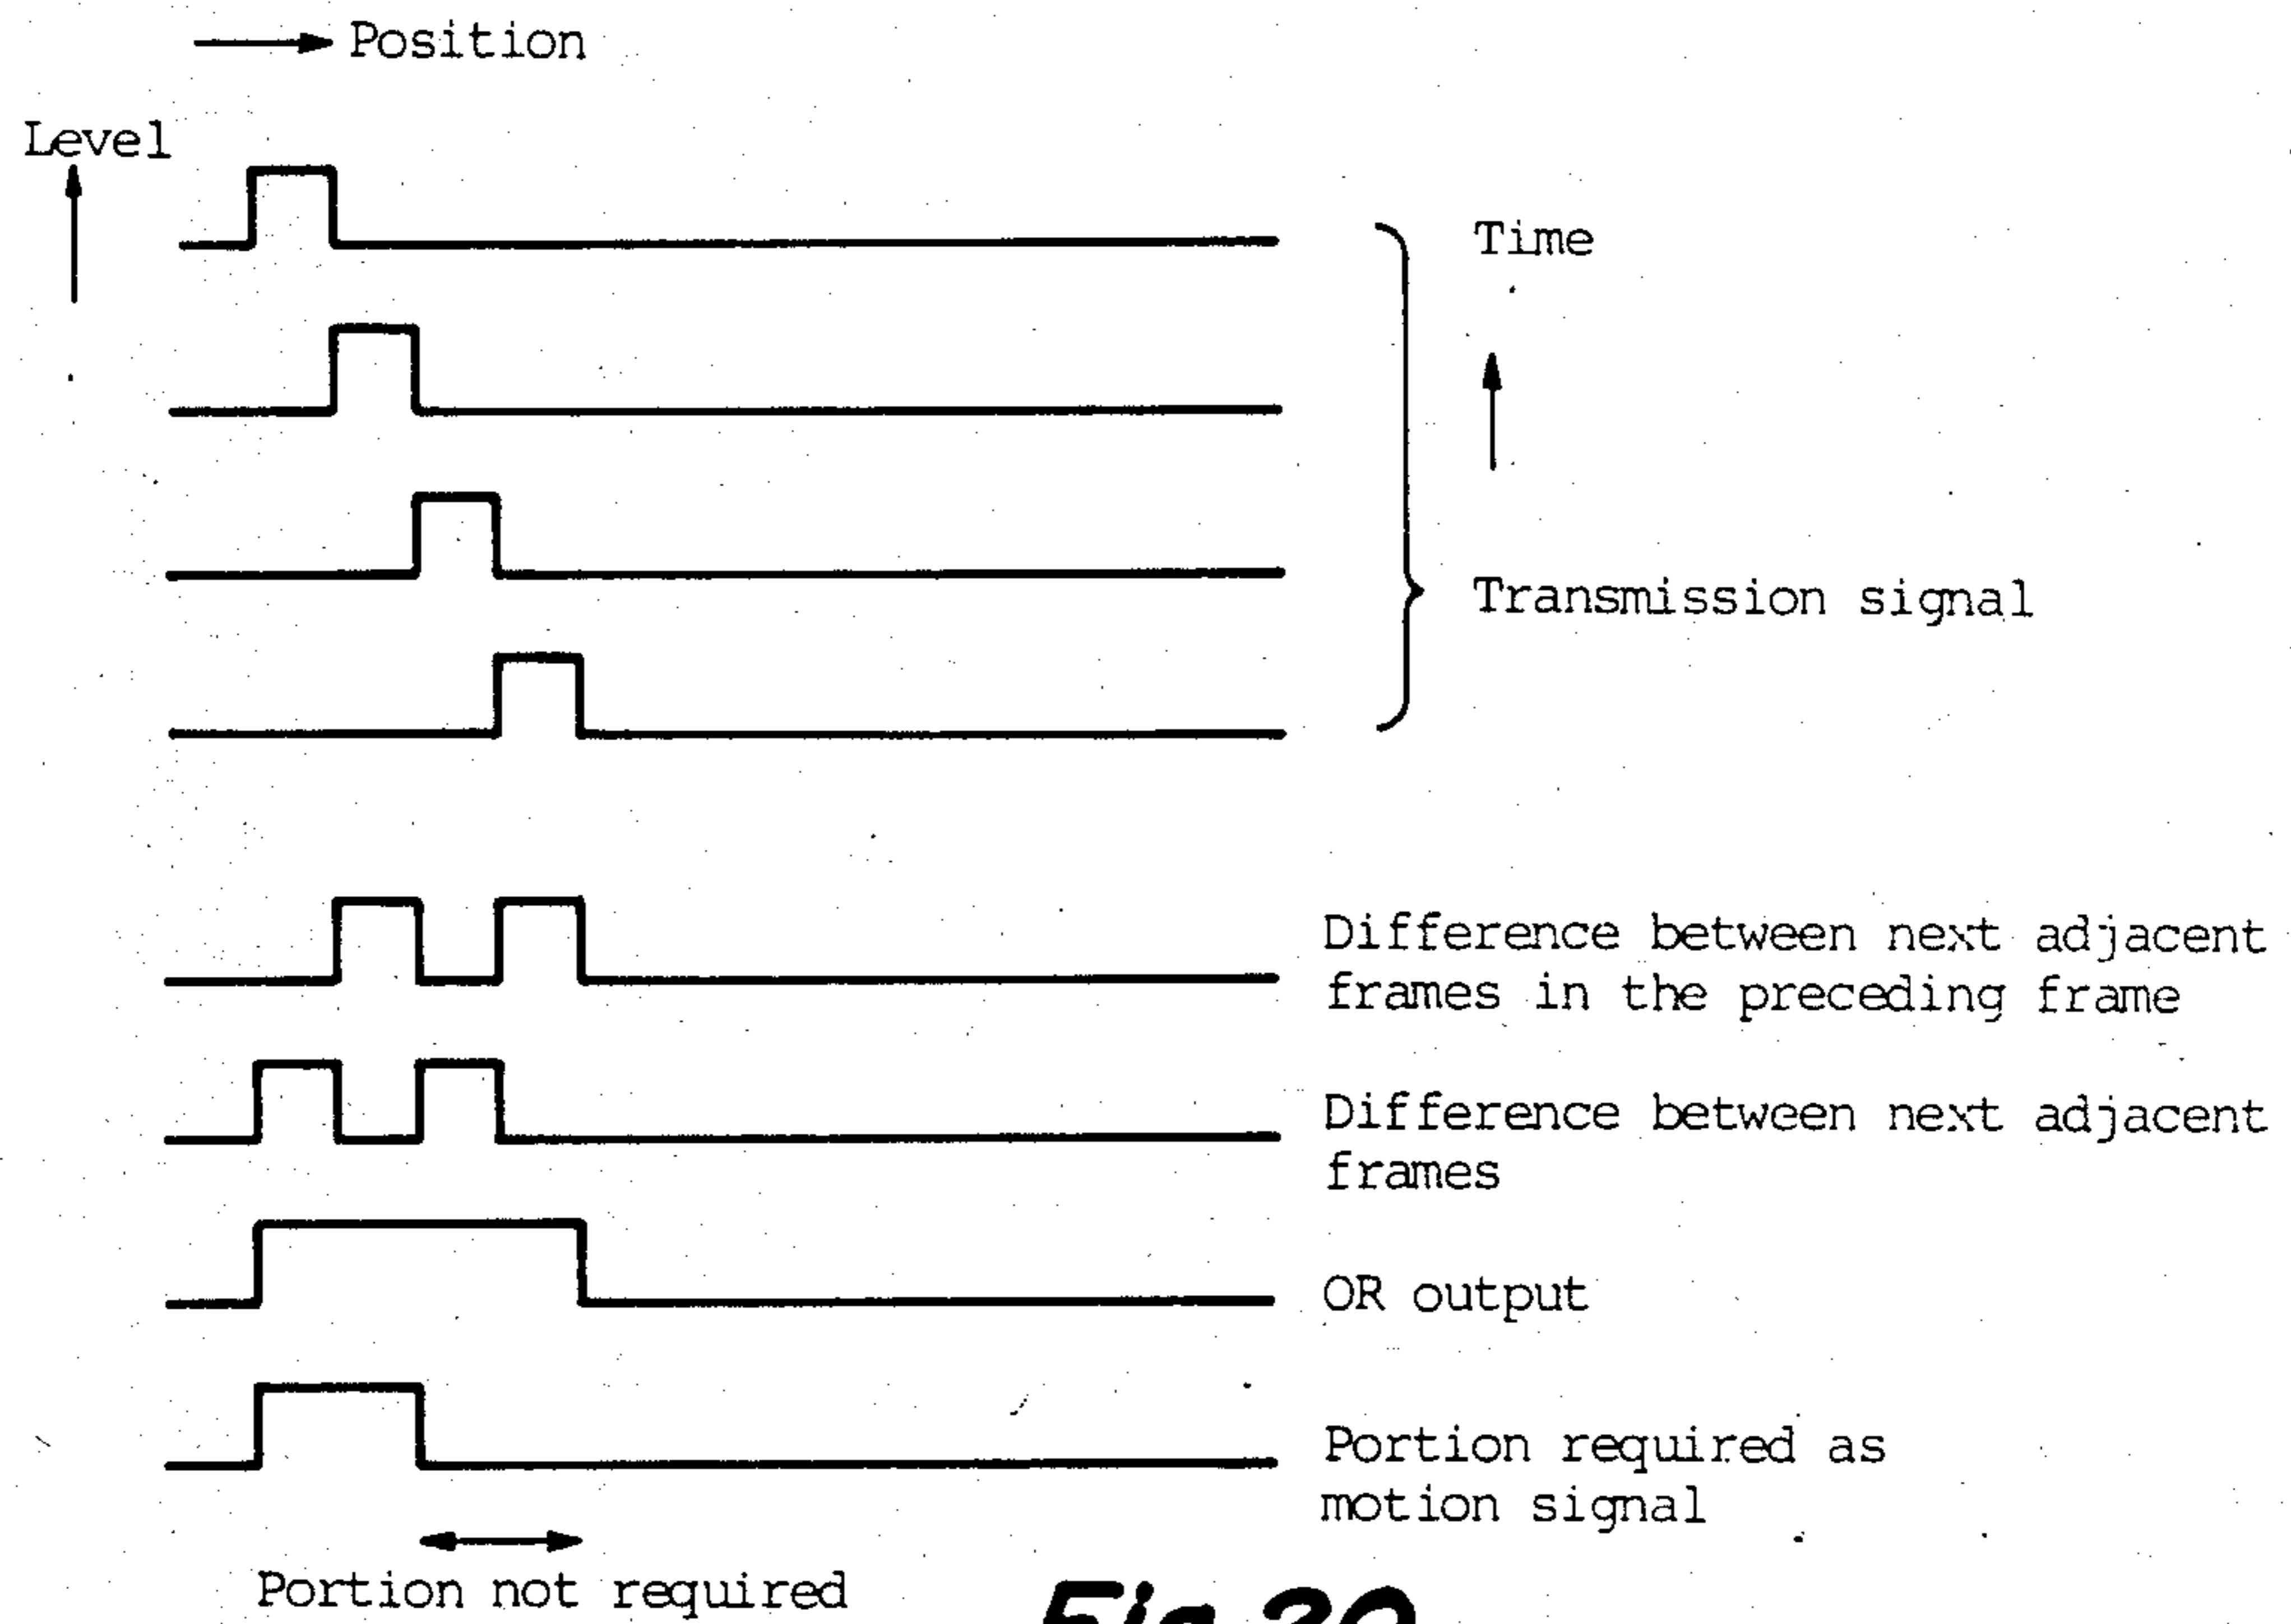 Position
Level
Time
Transmission signal
Difference between next adjacent
frames in the preceding frame
Difference between next adjacent
frames
OR output
Portion required as
motion signal
Portion not required